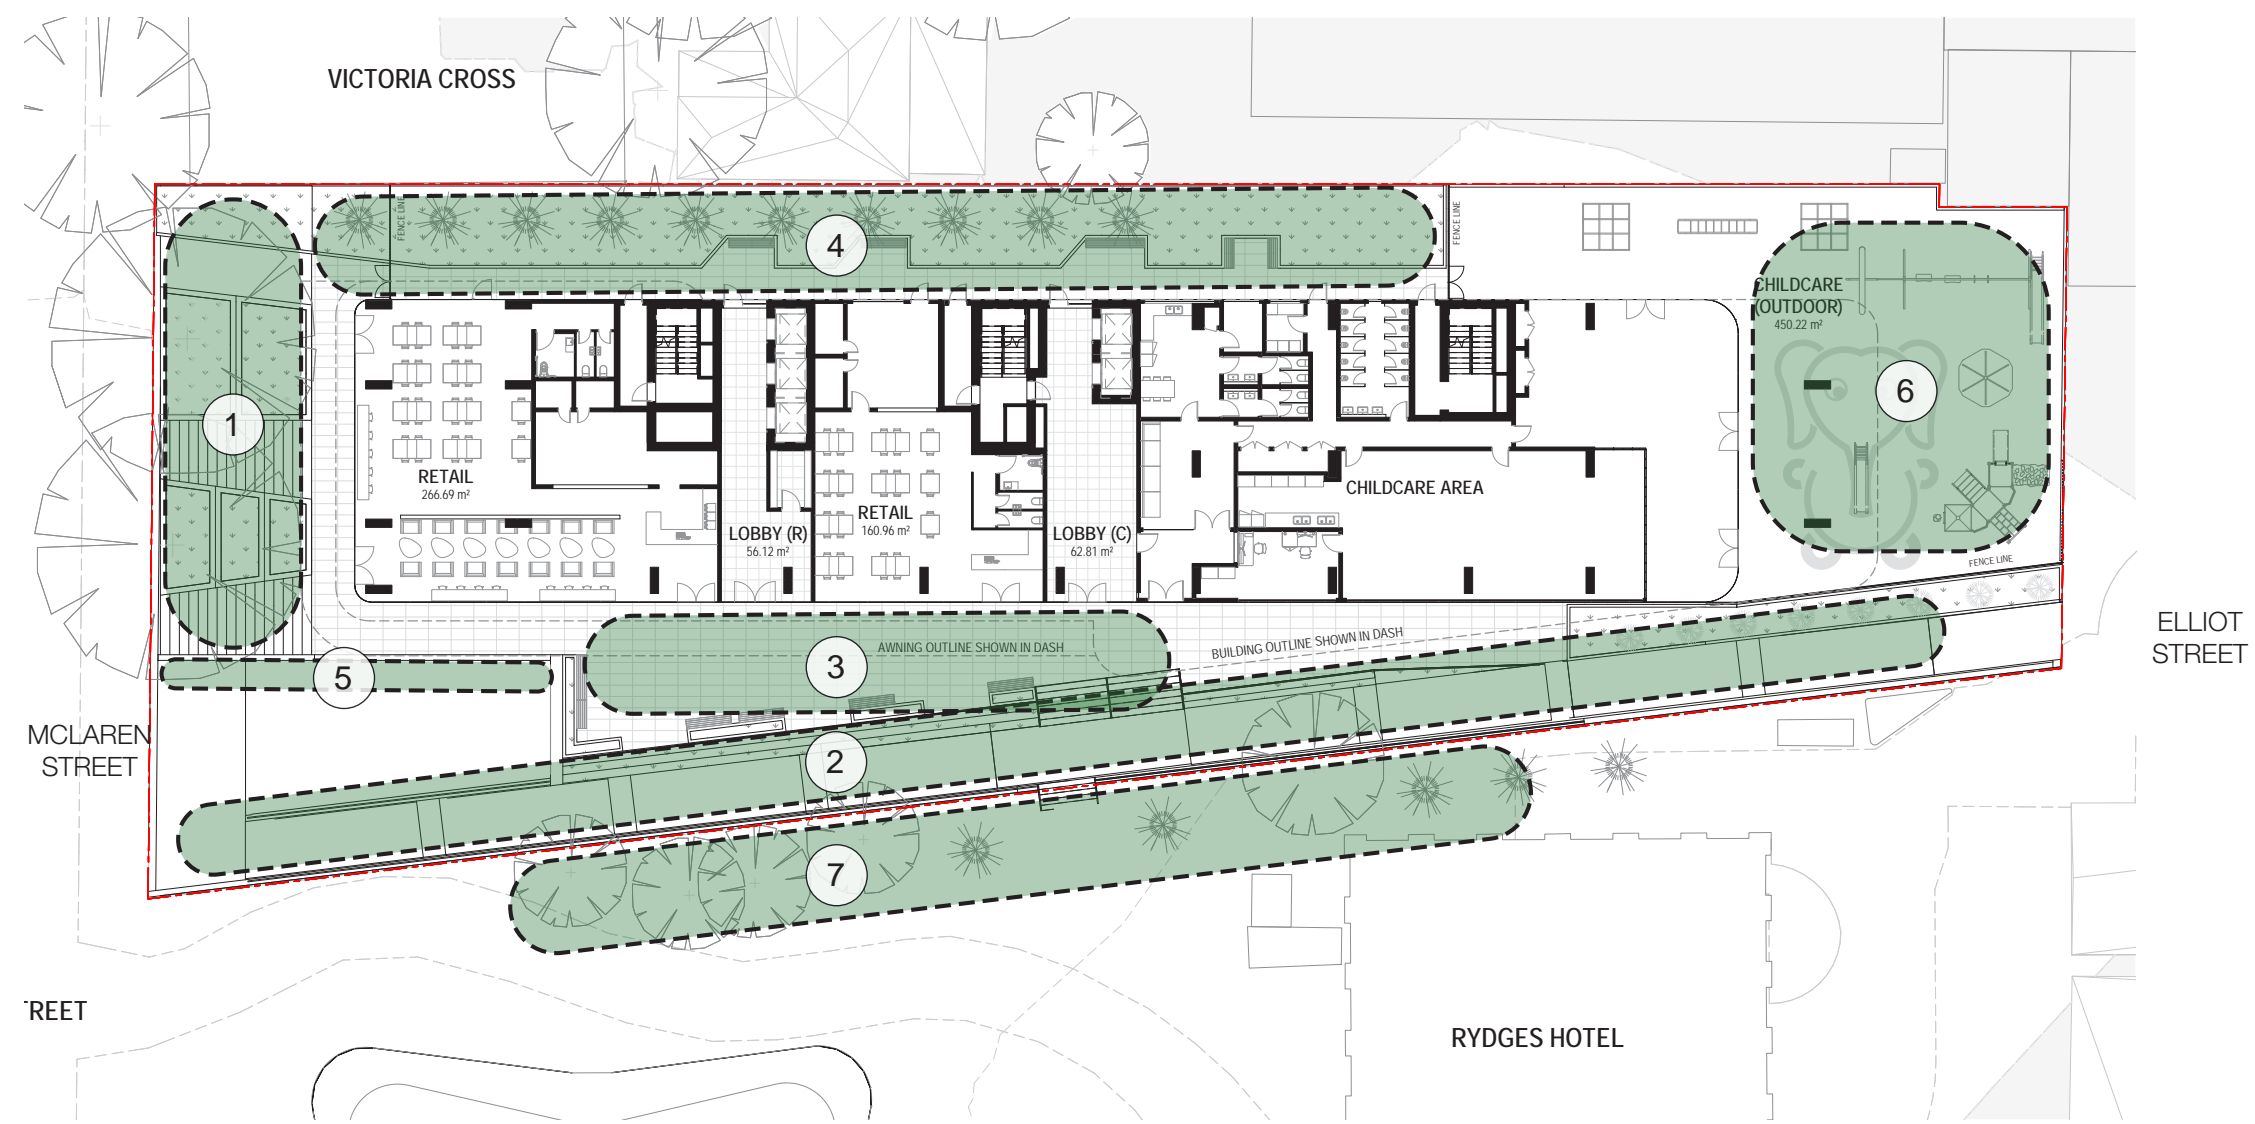 VICTORIA CROSS
FENCE LINE
FENCE LINE
4
CHILDCARE
(OUTDOOR)
450.22 m²
6
1
RETAIL
266.69 m²
CHILDCARE AREA
RETAIL
160.96 m²
LOBBY (R)
56.12 m²
LOBBY (C)
62.81 m²
FENCE LINE
ELLIOT
STREET
AWNING OUTLINE SHOWN IN DASH
BUILDING OUTLINE SHOWN IN DASH
3
5
MCLAREN
STREET
2
7
REET
RYDGES HOTEL